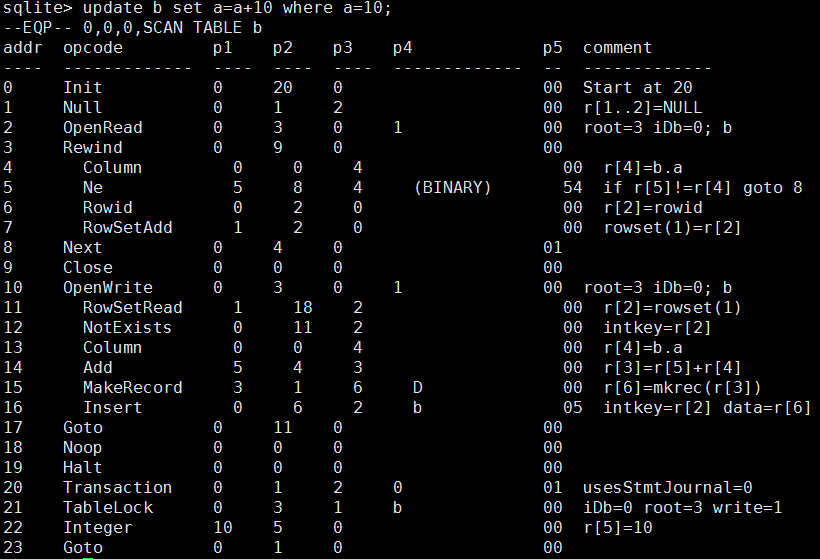 sqlite> update b set a=a+10 where a=10;
--EQP-- 0,0,0,SCAN TABLE b
addr  opcode         p1    p2    p3    p4             p5  comment
----  -------------  ----  ----  ----  -------------  --  -------------
0     Init           0     20    0                    00  Start at 20
1     Null           0     1     2                    00  r[1..2]=NULL
2     OpenRead       0     3     0     1              00  root=3 iDb=0; b
3     Rewind         0     9     0                    00
4       Column         0     0     4                    00  r[4]=b.a
5       Ne             5     8     4     (BINARY)       54  if r[5]!=r[4] goto 8
6       Rowid          0     2     0                    00  r[2]=rowid
7       RowSetAdd      1     2     0                    00  rowset(1)=r[2]
8     Next           0     4     0                    01
9     Close          0     0     0                    00
10    OpenWrite      0     3     0     1              00  root=3 iDb=0; b
11      RowSetRead     1     18    2                    00  r[2]=rowset(1)
12      NotExists      0     11    2                    00  intkey=r[2]
13      Column         0     0     4                    00  r[4]=b.a
14      Add            5     4     3                    00  r[3]=r[5]+r[4]
15      MakeRecord     3     1     6     D              00  r[6]=mkrec(r[3])
16      Insert         0     6     2     b              05  intkey=r[2] data=r[6]
17    Goto           0     11    0                    00
18    Noop           0     0     0                    00
19    Halt           0     0     0                    00
20    Transaction    0     1     2     0              01  usesStmtJournal=0
21    TableLock      0     3     1     b              00  iDb=0 root=3 write=1
22    Integer        10    5     0                    00  r[5]=10
23    Goto           0     1     0                    00